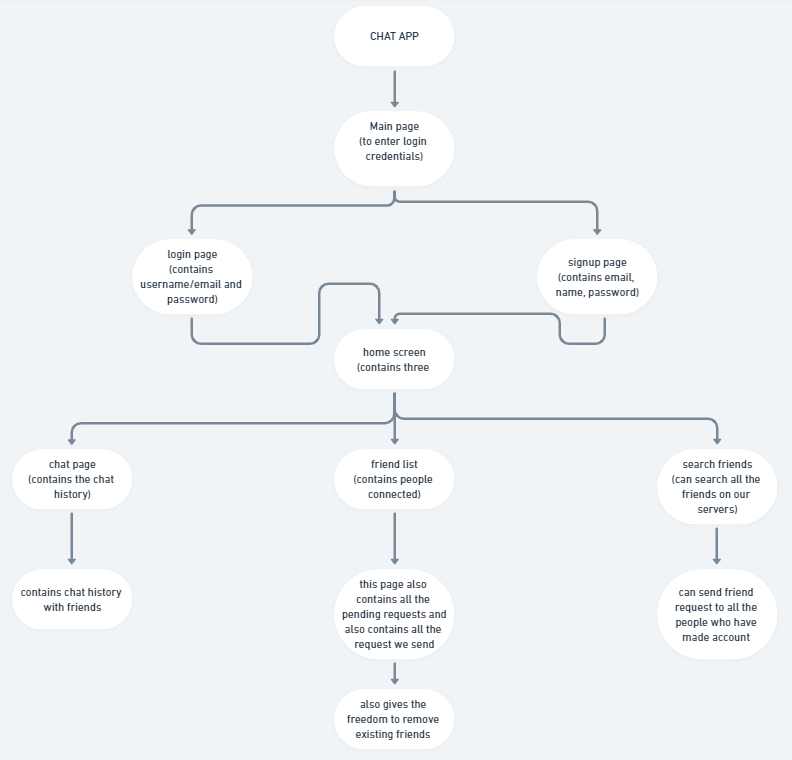 CHAT APP
Main page
(to enter login
credentials)
login page
(contains
username/email and
password)
signup page
(contains email,
name, password)
home screen
(contains three
chat page
(contains the chat
history)
friend list
(contains people
connected)
search friends
(can search all the
friends on our
servers)
contains chat history
with friends
this page also
contains all the
pending requests and
also contains all the
request we send
can send friend
request to all the
people who have
made account
also gives the
freedom to remove
existing friends